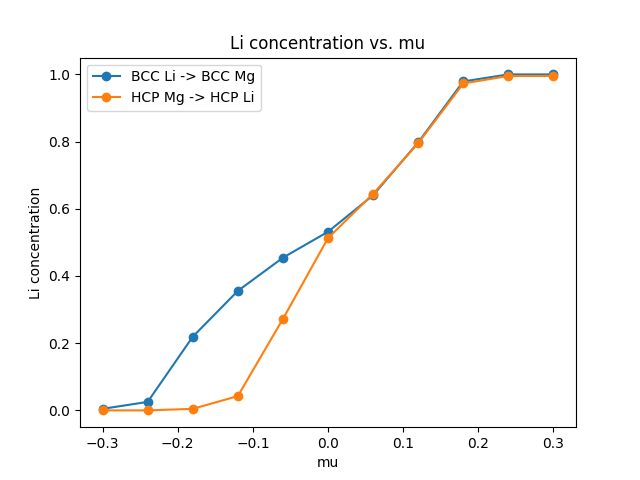 Li concentration vs. mu
BCC Li -> BCC Mg
HCP Mg -> HCP Li
Li concentration
1.0
0.8
0.6
0.4
0.2
0.0
−0.3
−0.2
−0.1
0.0
0.1
0.2
0.3
mu